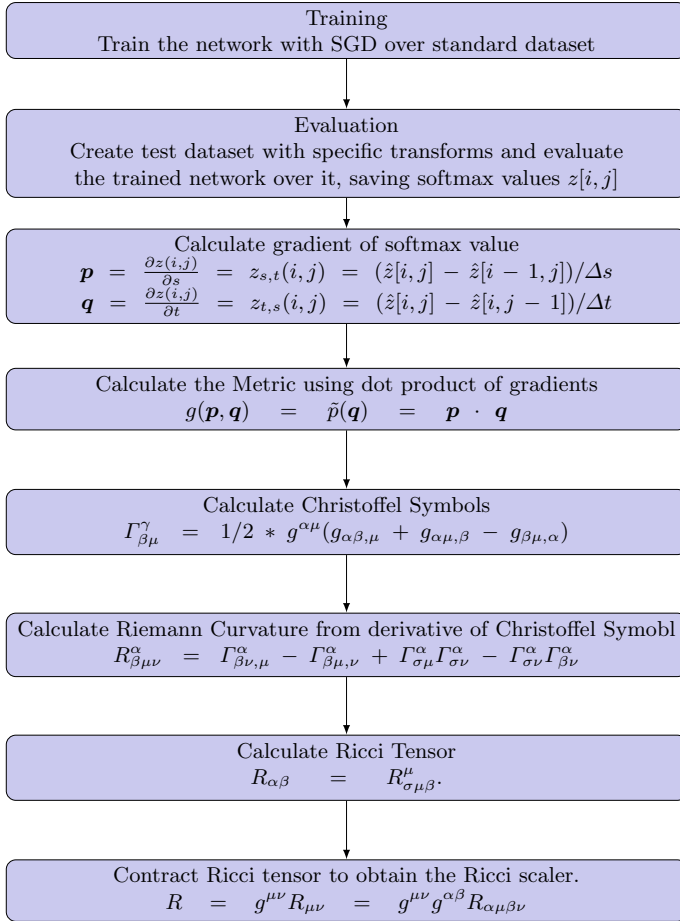 Training
Train the network with SGD over standard dataset
Evaluation
Create test dataset with specific transforms and evaluate
the trained network over it, saving softmax values z[i, j]
Calculate gradient of softmax value
p = ∂z(i,j)/∂s = z_{s,t}(i, j) = (ẑ[i, j] − ẑ[i − 1, j])/Δs
q = ∂z(i,j)/∂t = z_{t,s}(i, j) = (ẑ[i, j] − ẑ[i, j − 1])/Δt
Calculate the Metric using dot product of gradients
g(p, q) = p̃(q) = p · q
Calculate Christoffel Symbols
Γ^γ_{βμ} = 1/2 * g^{αμ}(g_{αβ,μ} + g_{αμ,β} − g_{βμ,α})
Calculate Riemann Curvature from derivative of Christoffel Symobl
R^α_{βμν} = Γ^α_{βν,μ} − Γ^α_{βμ,ν} + Γ^α_{σμ}Γ^α_{σν} − Γ^α_{σν}Γ^α_{βν}
Calculate Ricci Tensor
R_{αβ} = R^μ_{σμβ}.
Contract Ricci tensor to obtain the Ricci scaler.
R = g^{μν}R_{μν} = g^{μν}g^{αβ}R_{αμβν}